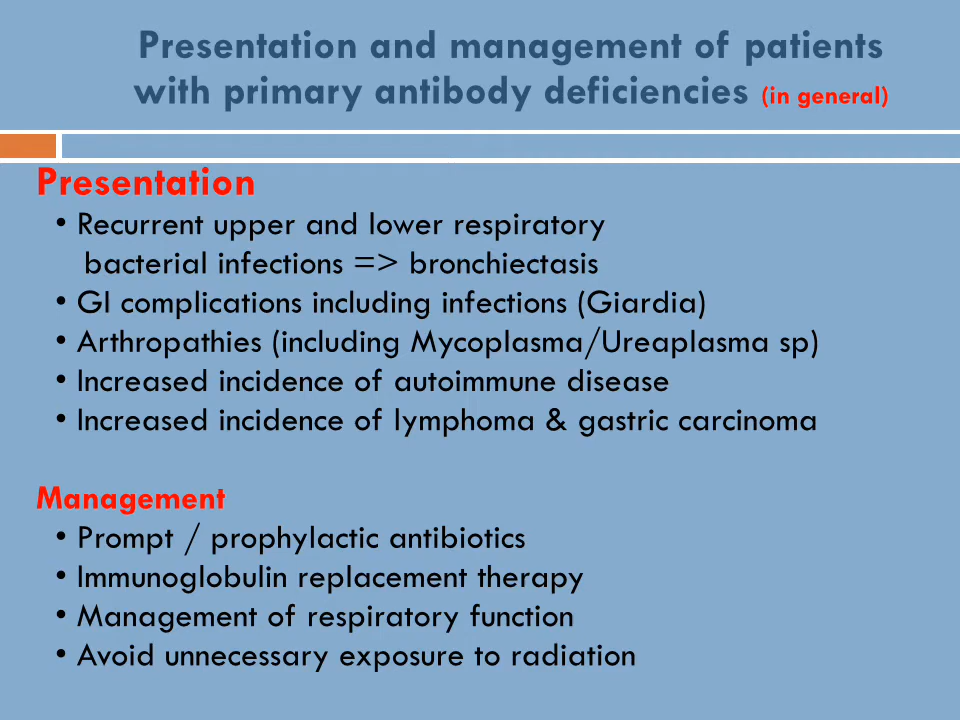 Presentation and management of patients
with primary antibody deficiencies (in general)
Presentation
• Recurrent upper and lower respiratory
bacterial infections => bronchiectasis
• GI complications including infections (Giardia)
• Arthropathies (including Mycoplasma/Ureaplasma sp)
• Increased incidence of autoimmune disease
• Increased incidence of lymphoma & gastric carcinoma
Management
• Prompt / prophylactic antibiotics
• Immunoglobulin replacement therapy
• Management of respiratory function
• Avoid unnecessary exposure to radiation